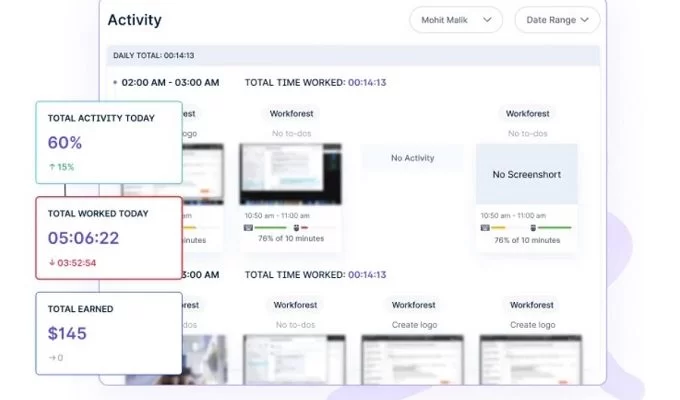 Activity
Mohit Malik
Date Range
DAILY TOTAL: 00:14:13
02:00 AM - 03:00 AM TOTAL TIME WORKED: 00:14:13
TOTAL ACTIVITY TODAY
60%
↑ 15%
TOTAL WORKED TODAY
05:06:22
↓ 03:52:54
TOTAL EARNED
$145
→ 0
rest
logo
am
minutes
Workforest
No to-dos
10:50 am - 11:00 am
76% of 10 minutes
No Activity
Workforest
No to-dos
No Screenshort
10:50 am - 11:00 am
76% of 10 minutes
3:00 AM TOTAL TIME WORKED: 00:14:13
rest
dos
Workforest
No to-dos
Workforest
Create logo
Workforest
Create logo